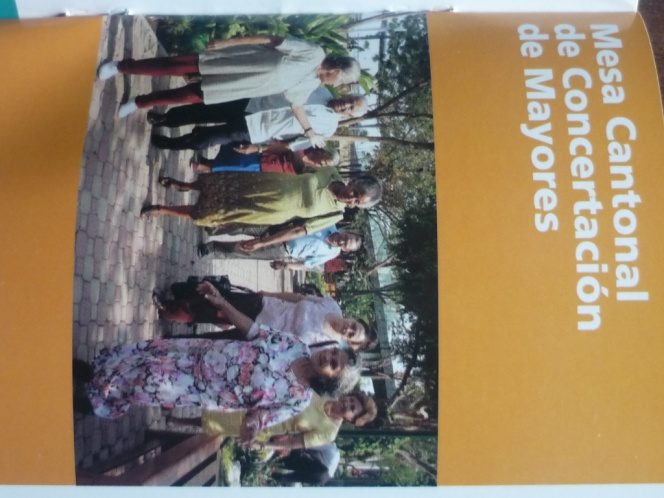 Mesa Cantonal
de Concertación
de Mayores